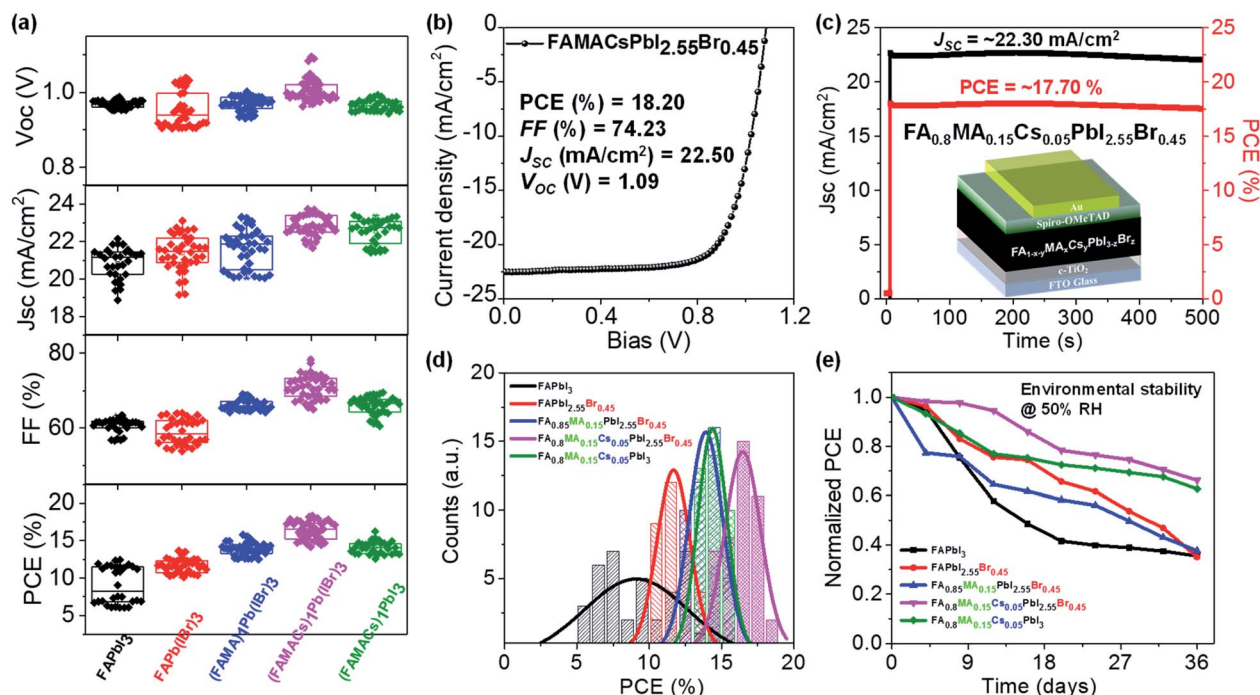 (a)
Voc (V)
1.0
0.8
Jsc (mA/cm²)
24
22
20
18
FF (%)
80
60
PCE (%)
20
15
10
5
FAPbI3
FAPb(IBr)3
(FAMA)1Pb(IBr)3
(FAMACs)1Pb(IBr)3
(FAMACs)1PbI3
(b)
Current density (mA/cm²)
0
−5
−10
−15
−20
−25
FAMACsPbI2.55Br0.45
PCE (%) = 18.20
FF (%) = 74.23
JSC (mA/cm²) = 22.50
VOC (V) = 1.09
0.0 0.4 0.8 1.2
Bias (V)
(c)
Jsc (mA/cm²)
25
20
15
10
5
0
JSC = ~22.30 mA/cm²
PCE = ~17.70 %
FA0.8MA0.15Cs0.05PbI2.55Br0.45
Au
Spiro-OMeTAD
FA1-x-yMAxCsyPbI3-zBrz
c-TiO2
FTO Glass
0 100 200 300 400 500
Time (s)
25
20
15
10
5
0
PCE (%)
(d)
Counts (a.u.)
20
15
10
5
FAPbI3
FAPbI2.55Br0.45
FA0.85MA0.15PbI2.55Br0.45
FA0.8MA0.15Cs0.05PbI2.55Br0.45
FA0.8MA0.15Cs0.05PbI3
0 5 10 15 20
PCE (%)
(e)
Normalized PCE
1.0
0.8
0.6
0.4
0.2
0.0
Environmental stability
@ 50% RH
FAPbI3
FAPbI2.55Br0.45
FA0.85MA0.15PbI2.55Br0.45
FA0.8MA0.15Cs0.05PbI2.55Br0.45
FA0.8MA0.15Cs0.05PbI3
0 9 18 27 36
Time (days)